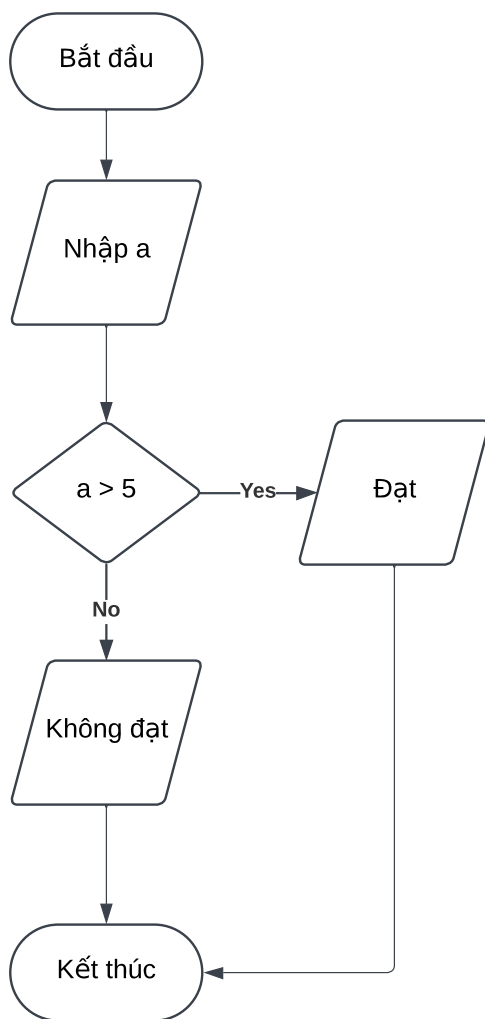 Bắt đầu
Nhập a
a > 5
Yes
Đạt
No
Không đạt
Kết thúc